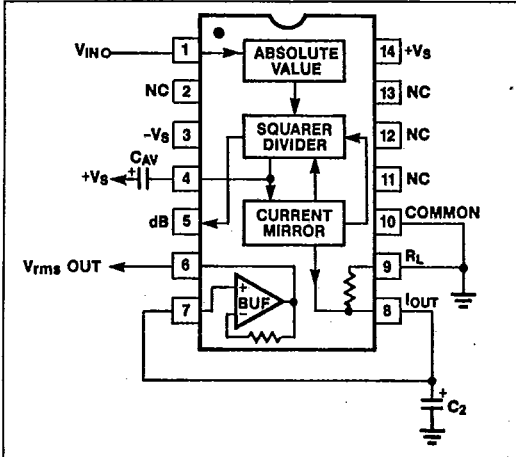 VIN
1
ABSOLUTE
VALUE
14
+VS
NC
2
13
NC
-VS
3
SQUARER
DIVIDER
12
NC
CAV
+
+VS
4
11
NC
dB
5
CURRENT
MIRROR
10
COMMON
Vrms OUT
6
9
RL
7
+
BUF
-
8
IOUT
+
C2